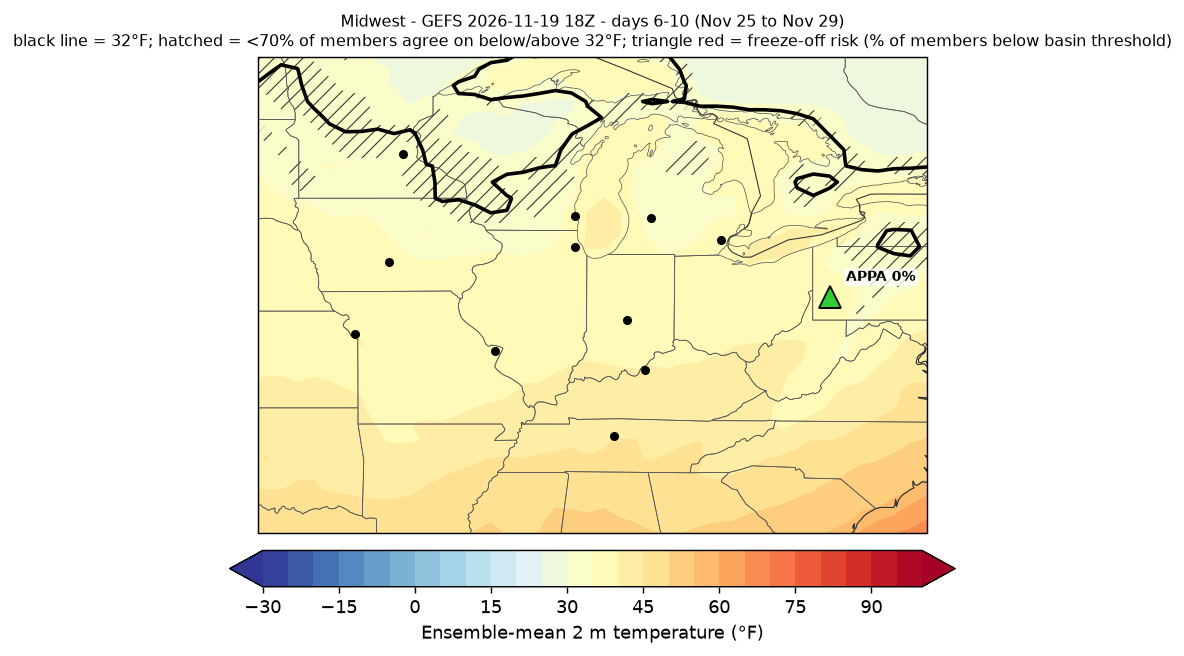 Midwest - GEFS 2026-11-19 18Z - days 6-10 (Nov 25 to Nov 29)
black line = 32°F; hatched = <70% of members agree on below/above 32°F; triangle red = freeze-off risk (% of members below basin threshold)
APPA 0%
−30 −15 0 15 30 45 60 75 90
Ensemble-mean 2 m temperature (°F)